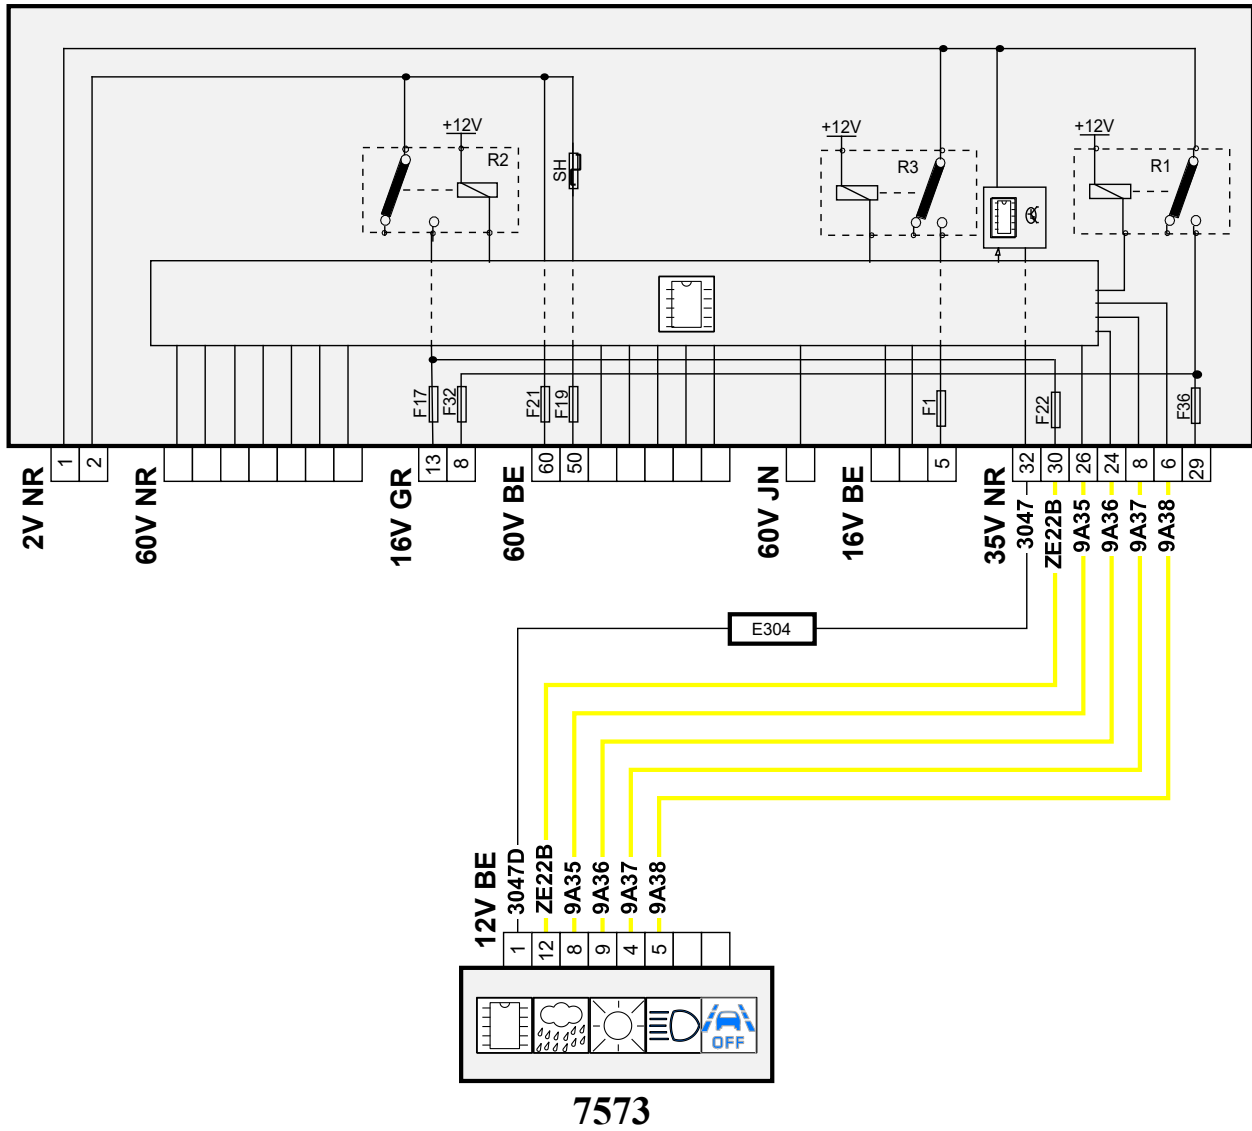 +12V
R2
SH
+12V
R3
+12V
R1
F17
F32
F21
F19
F1
F22
F36
2V NR
1
2
60V NR
16V GR
13
8
60V BE
60
50
60V JN
16V BE
5
35V NR
32
30
26
24
8
6
29
3047
ZE22B
9A35
9A36
9A37
9A38
E304
12V BE
3047D
ZE22B
9A35
9A36
9A37
9A38
1
12
8
9
4
5
OFF
7573